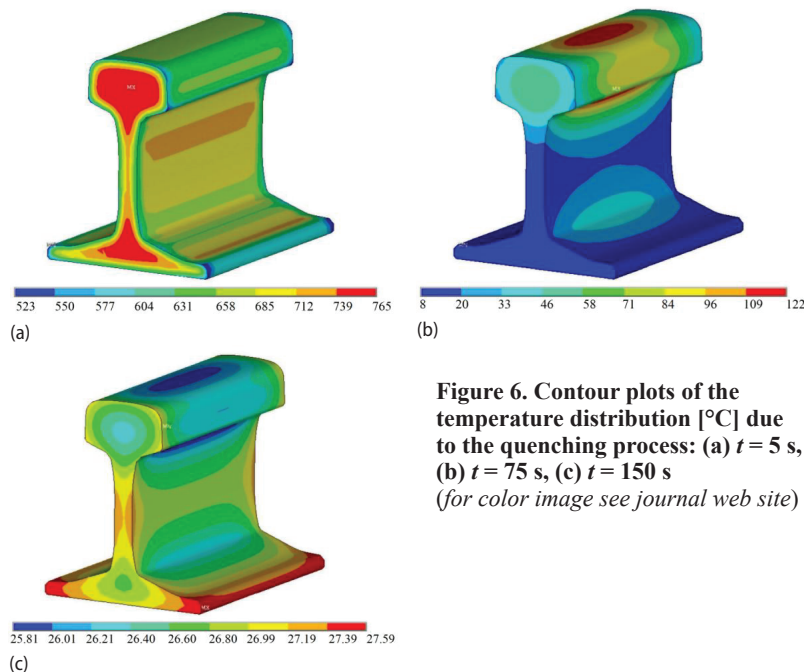 523 550 577 604 631 658 685 712 739 765
(a)
8 20 33 46 58 71 84 96 109 122
(b)
Figure 6. Contour plots of the
temperature distribution [°C] due
to the quenching process: (a) t = 5 s,
(b) t = 75 s, (c) t = 150 s
(for color image see journal web site)
25.81 26.01 26.21 26.40 26.60 26.80 26.99 27.19 27.39 27.59
(c)